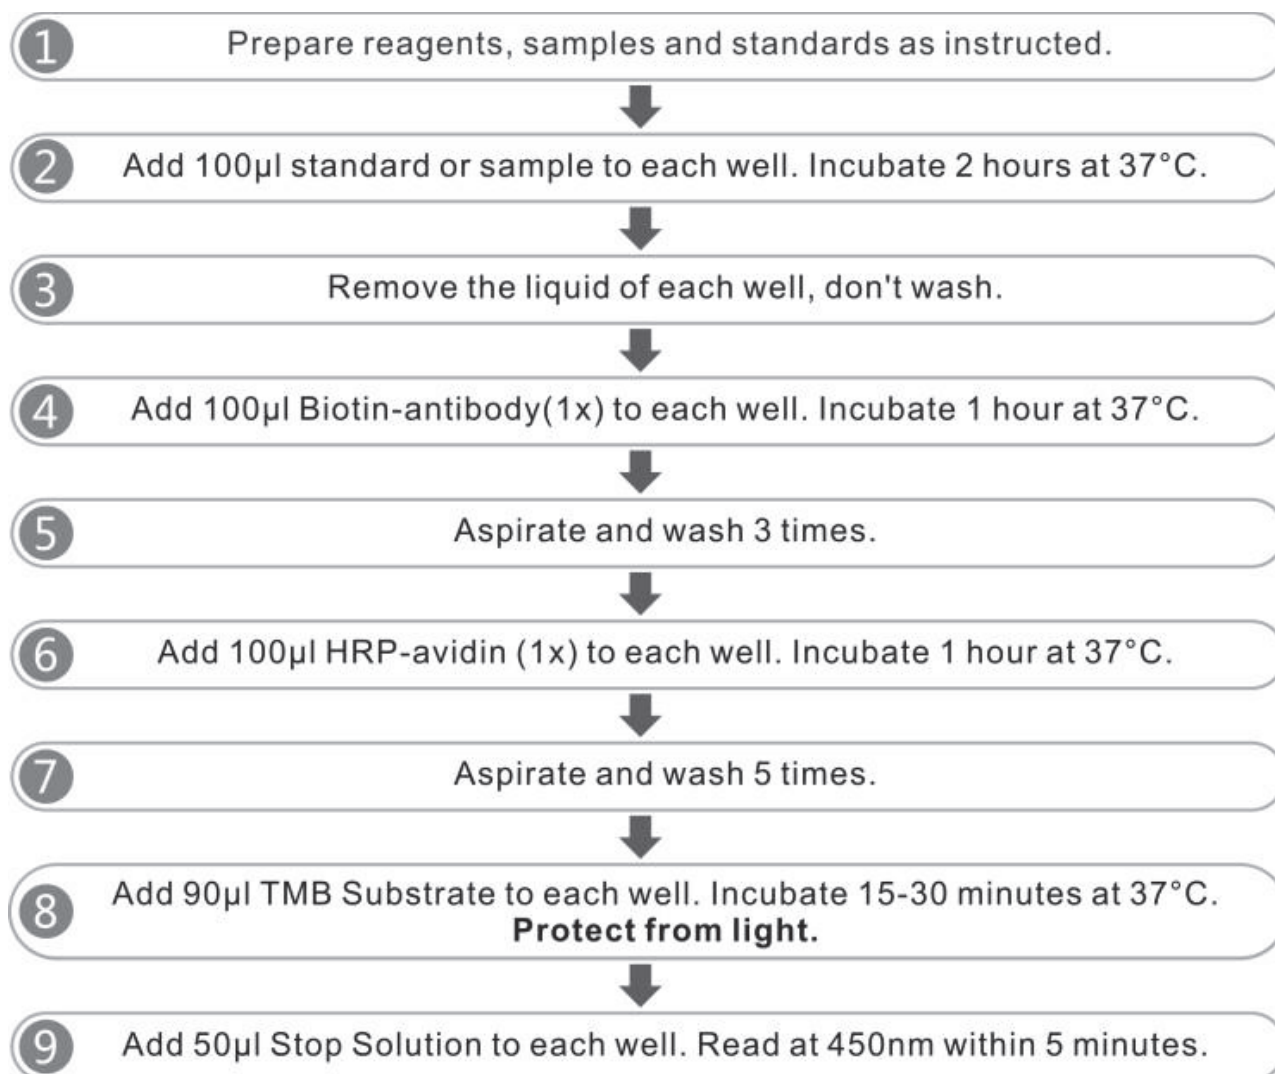 1 Prepare reagents, samples and standards as instructed.
2 Add 100µl standard or sample to each well. Incubate 2 hours at 37°C.
3 Remove the liquid of each well, don't wash.
4 Add 100µl Biotin-antibody(1x) to each well. Incubate 1 hour at 37°C.
5 Aspirate and wash 3 times.
6 Add 100µl HRP-avidin (1x) to each well. Incubate 1 hour at 37°C.
7 Aspirate and wash 5 times.
8 Add 90µl TMB Substrate to each well. Incubate 15-30 minutes at 37°C.
Protect from light.
9 Add 50µl Stop Solution to each well. Read at 450nm within 5 minutes.